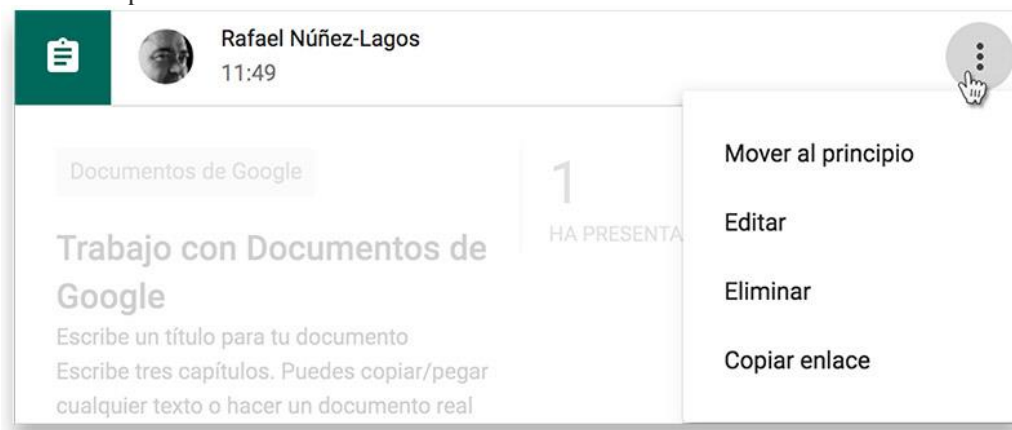 Rafael Núñez-Lagos
11:49
Mover al principio
Editar
Eliminar
Copiar enlace
Documentos de Google
1
HA PRESENTA
Trabajo con Documentos de
Google
Escribe un título para tu documento
Escribe tres capítulos. Puedes copiar/pegar
cualquier texto o hacer un documento real